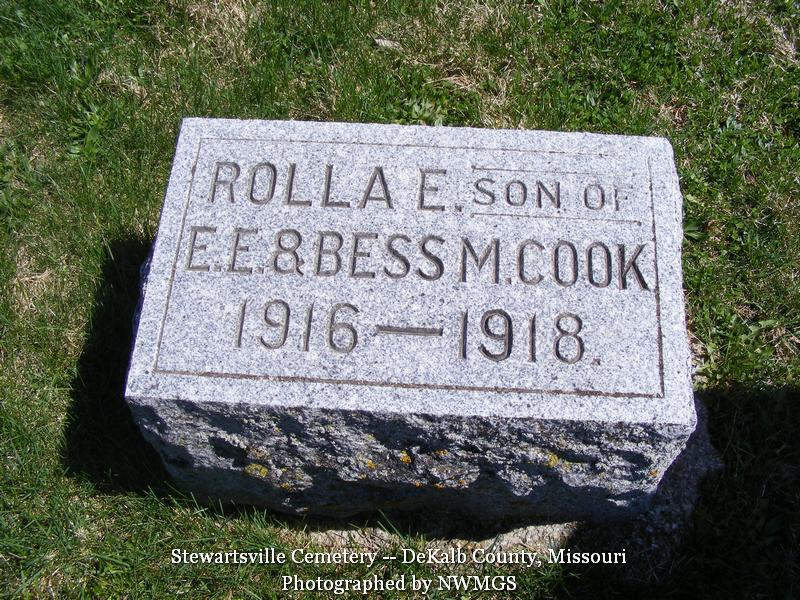 ROLLA E. SON OF
E.E. & BESS M. COOK
1916 — 1918.
Stewartsville Cemetery -- DeKalb County, Missouri
Photographed by NWMGS